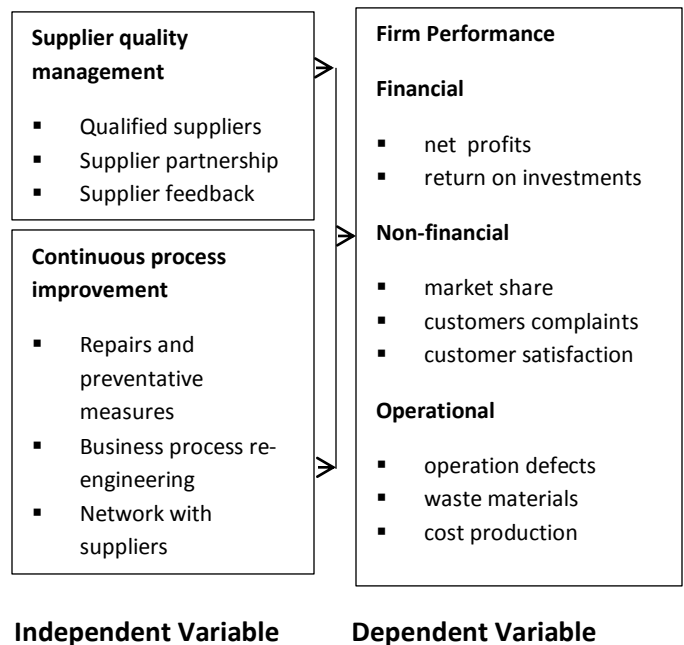 Supplier quality
management
▪ Qualified suppliers
▪ Supplier partnership
▪ Supplier feedback
Continuous process
improvement
▪ Repairs and
preventative
measures
▪ Business process re-
engineering
▪ Network with
suppliers
Firm Performance
Financial
▪ net profits
▪ return on investments
Non-financial
▪ market share
▪ customers complaints
▪ customer satisfaction
Operational
▪ operation defects
▪ waste materials
▪ cost production
Independent Variable
Dependent Variable